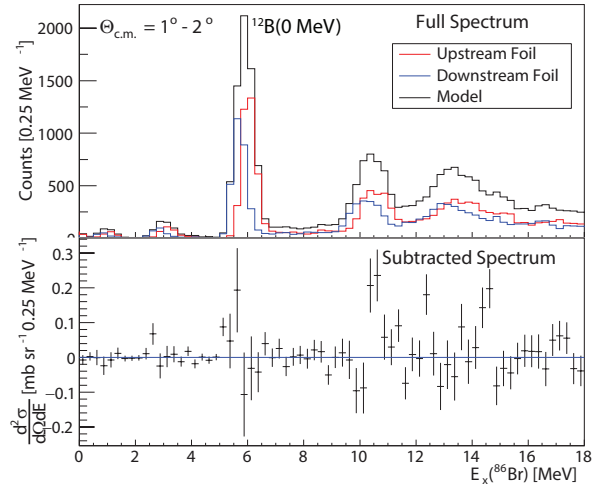 Θc.m. = 1° - 2°
¹²B(0 MeV)
Full Spectrum
Upstream Foil
Downstream Foil
Model
Counts [0.25 MeV⁻¹]
2000
1500
1000
500
0
Subtracted Spectrum
d²σ/dΩdE [mb sr⁻¹ 0.25 MeV⁻¹]
0.3
0.2
0.1
0
−0.1
−0.2
0 2 4 6 8 10 12 14 16 18
Eₓ(⁸⁶Br) [MeV]